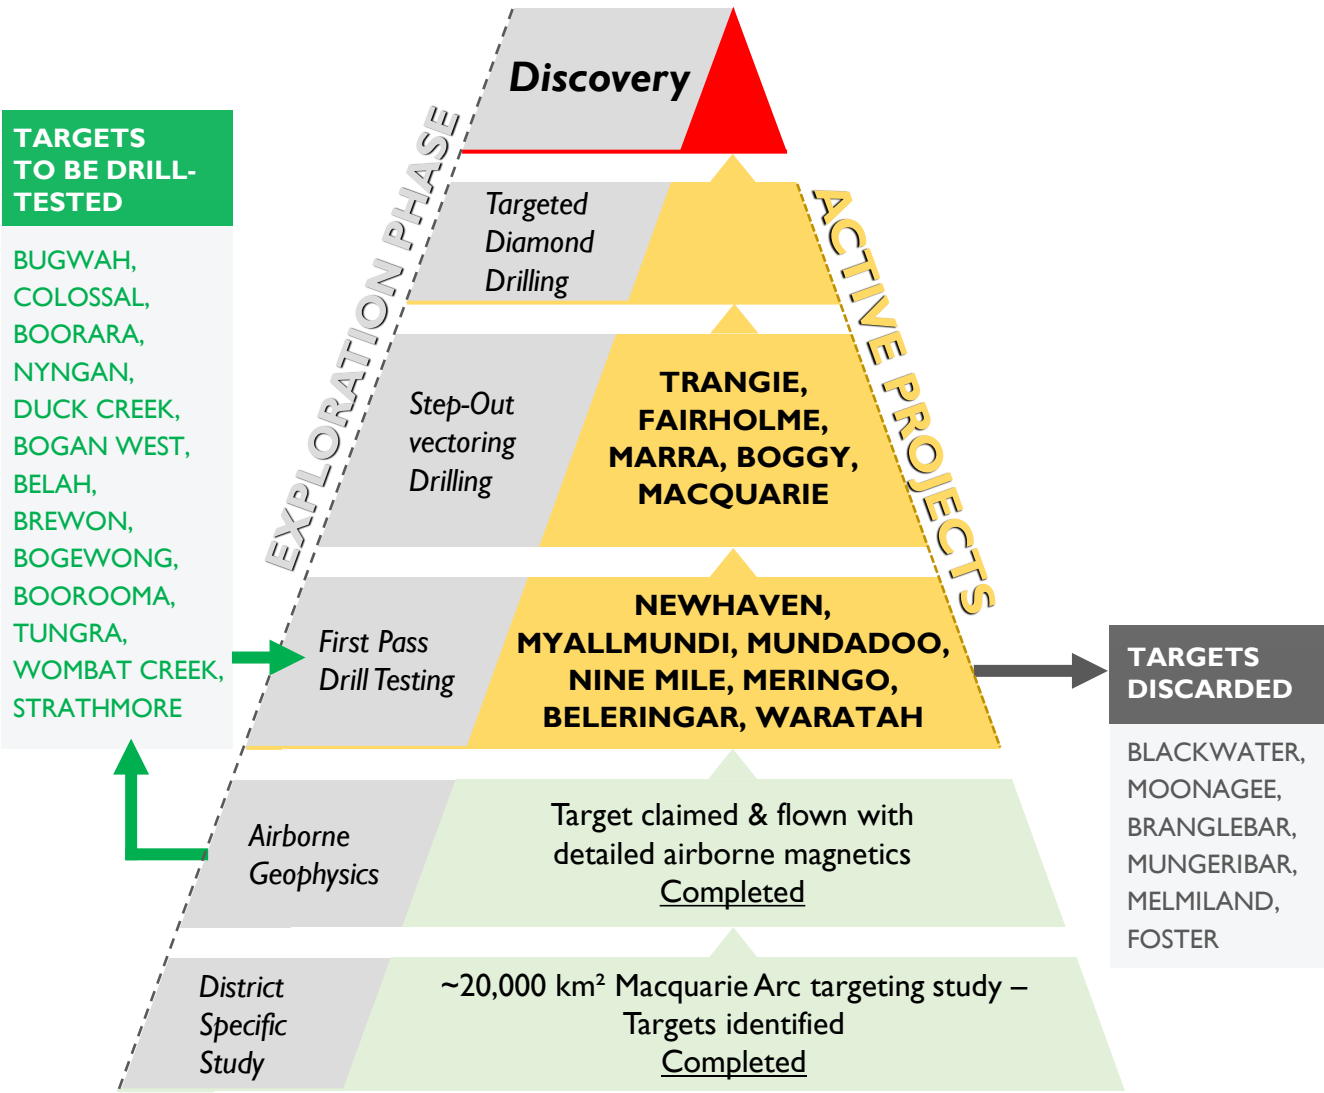 Discovery
EXPLORATION PHASE
ACTIVE PROJECTS
TARGETS
TO BE DRILL-
TESTED
BUGWAH,
COLOSSAL,
BOORARA,
NYNGAN,
DUCK CREEK,
BOGAN WEST,
BELAH,
BREWON,
BOGEWONG,
BOOROOMA,
TUNGRA,
WOMBAT CREEK,
STRATHMORE
Targeted
Diamond
Drilling
Step-Out
vectoring
Drilling
TRANGIE,
FAIRHOLME,
MARRA, BOGGY,
MACQUARIE
First Pass
Drill Testing
NEWHAVEN,
MYALLMUNDI, MUNDADOO,
NINE MILE, MERINGO,
BELERINGAR, WARATAH
TARGETS
DISCARDED
BLACKWATER,
MOONAGEE,
BRANGLEBAR,
MUNGERIBAR,
MELMILAND,
FOSTER
Airborne
Geophysics
Target claimed & flown with
detailed airborne magnetics
Completed
District
Specific
Study
~20,000 km² Macquarie Arc targeting study –
Targets identified
Completed